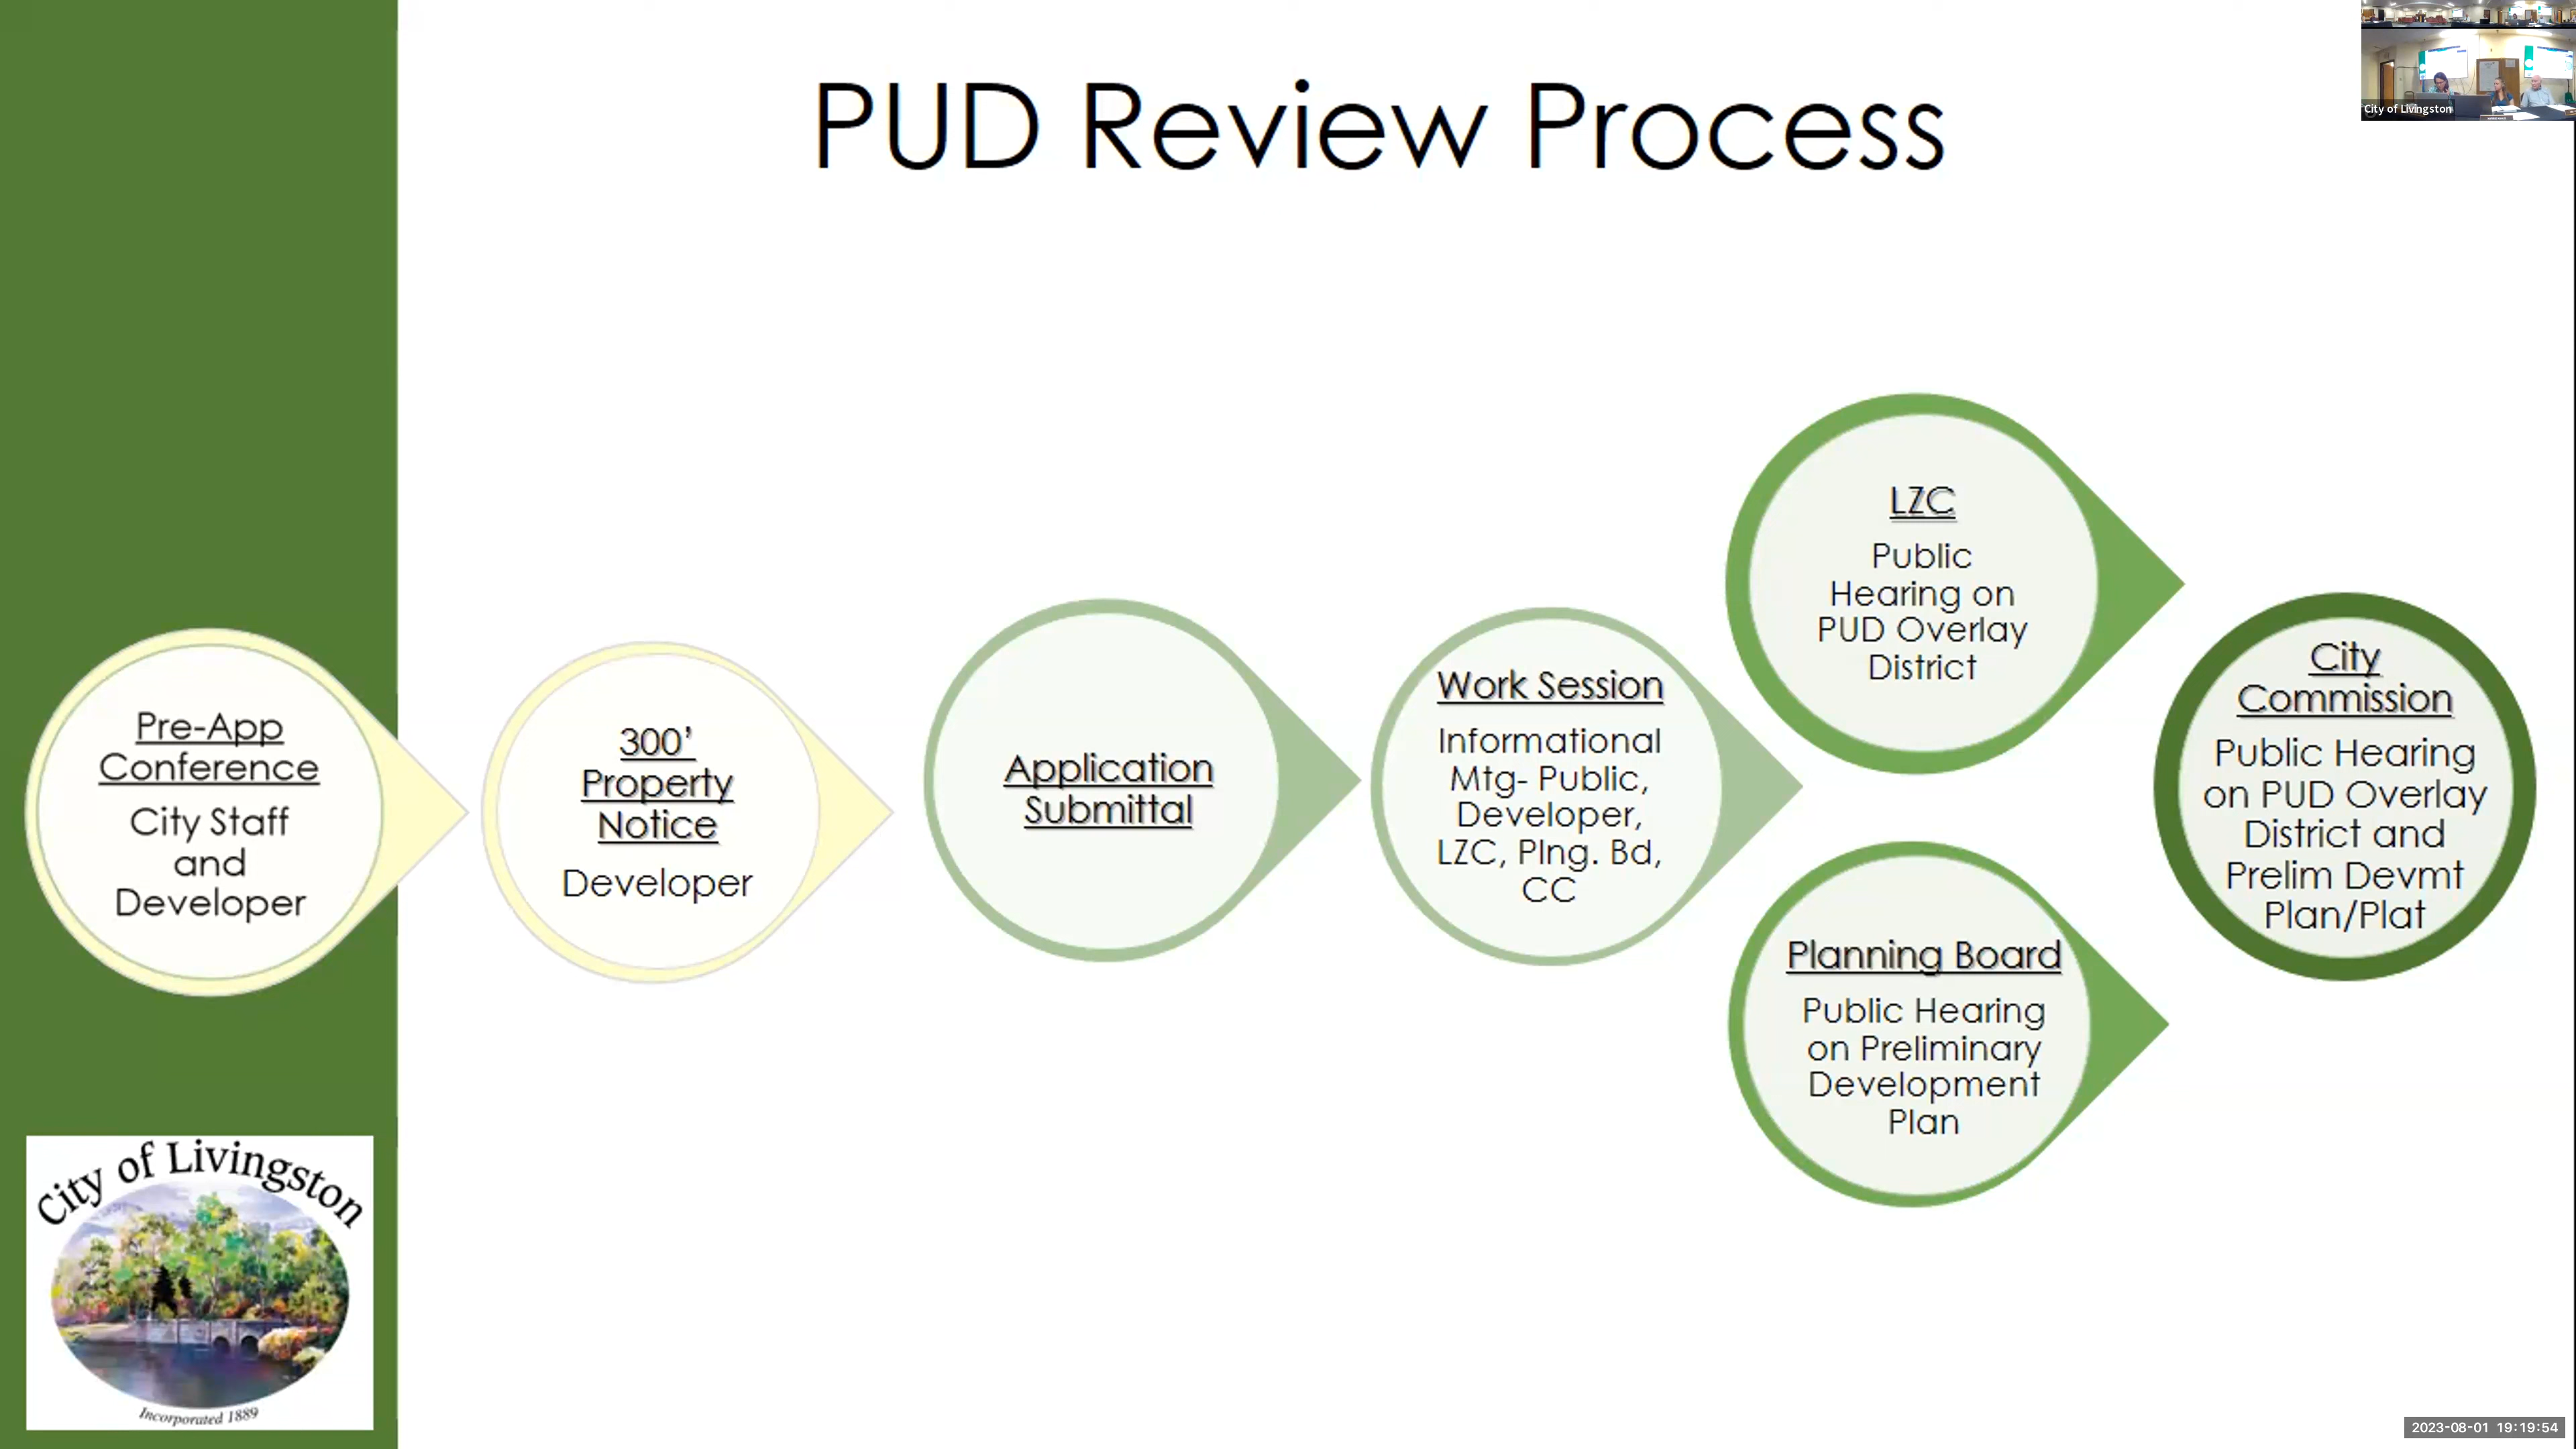 PUD Review Process
City of Livingston
Pre-App
Conference
City Staff
and
Developer
300’
Property
Notice
Developer
Application
Submittal
Work Session
Informational
Mtg- Public,
Developer,
LZC, Plng. Bd,
CC
LZC
Public
Hearing on
PUD Overlay
District
Planning Board
Public Hearing
on Preliminary
Development
Plan
City
Commission
Public Hearing
on PUD Overlay
District and
Prelim Devmt
Plan/Plat
City of Livingston
Incorporated 1889
2023-08-01 19:19:54